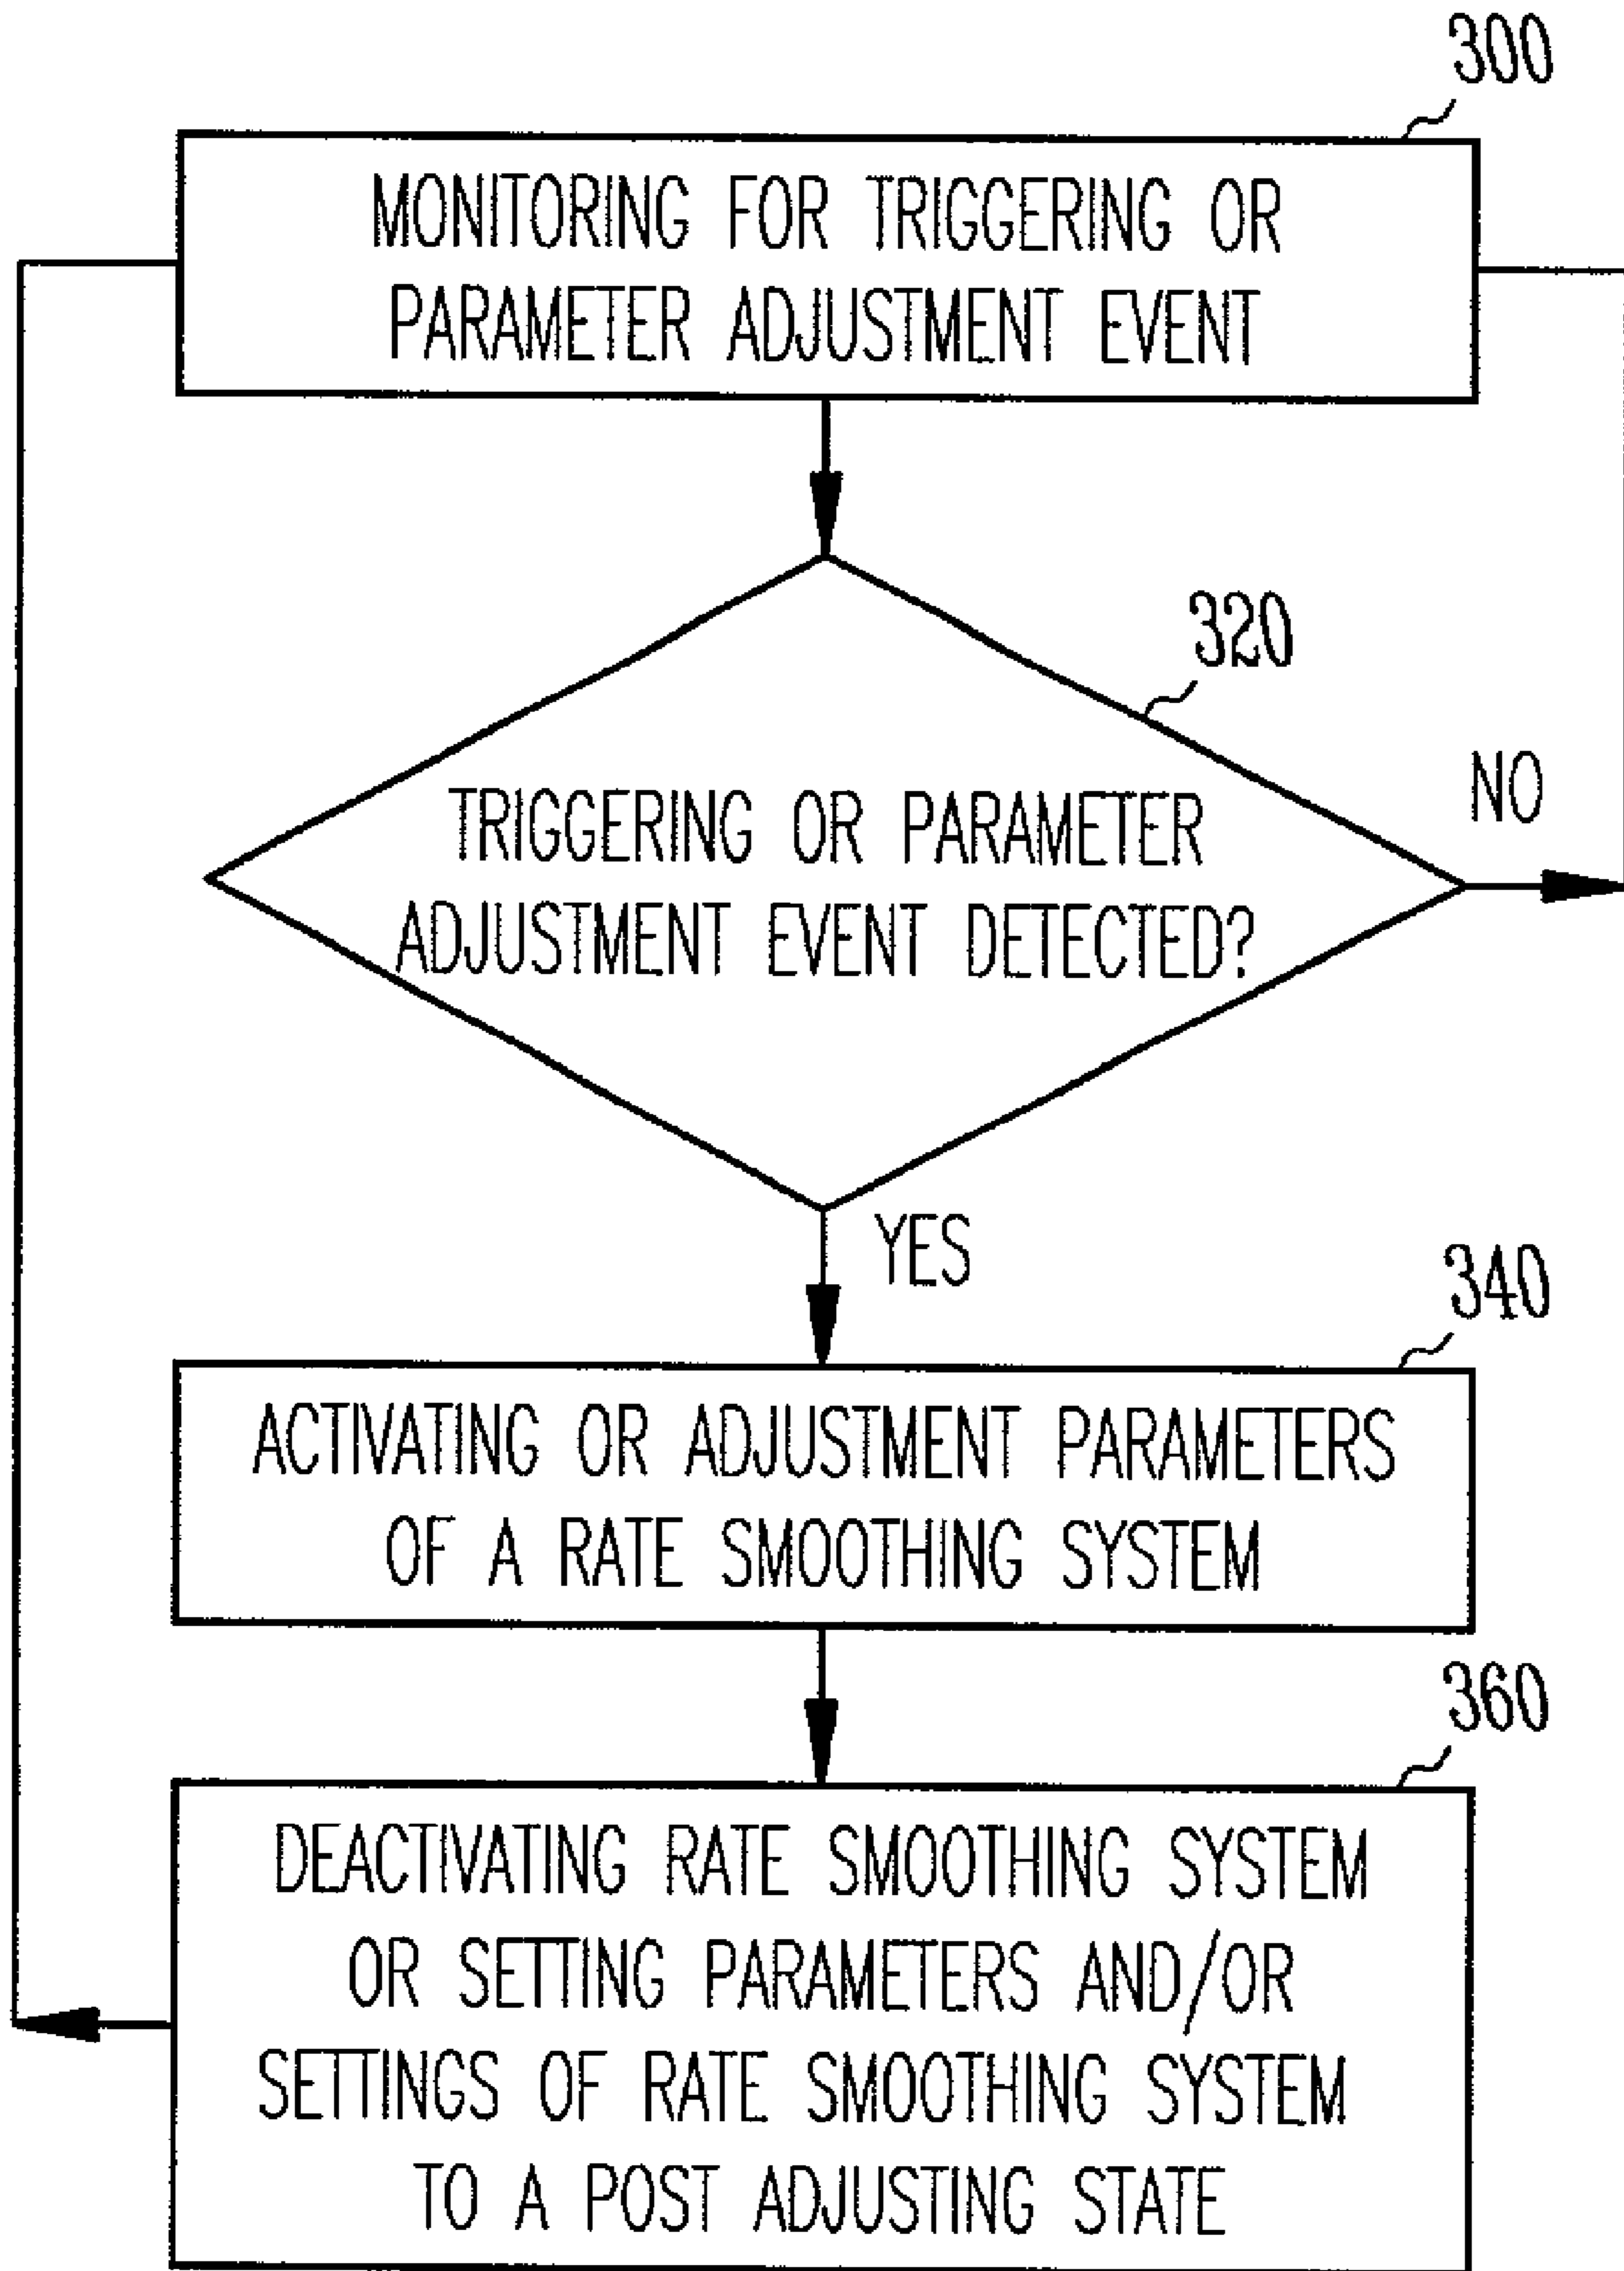 300
MONITORING FOR TRIGGERING OR
PARAMETER ADJUSTMENT EVENT
320
TRIGGERING OR PARAMETER
ADJUSTMENT EVENT DETECTED?
NO
YES
340
ACTIVATING OR ADJUSTMENT PARAMETERS
OF A RATE SMOOTHING SYSTEM
360
DEACTIVATING RATE SMOOTHING SYSTEM
OR SETTING PARAMETERS AND/OR
SETTINGS OF RATE SMOOTHING SYSTEM
TO A POST ADJUSTING STATE